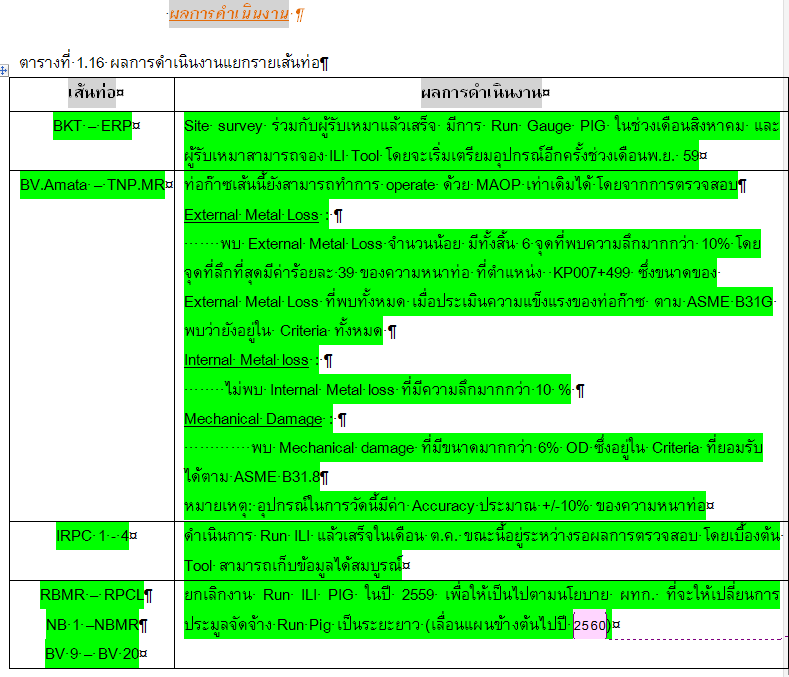 ผลการดำเนินงาน
ตารางที่ 1.16 ผลการดำเนินงานแยกรายเส้นท่อ
เส้นท่อ
ผลการดำเนินงาน
BKT – ERP
Site survey ร่วมกับผู้รับเหมาแล้วเสร็จ มีการ Run Gauge PIG ในช่วงเดือนสิงหาคม และ
ผู้รับเหมาสามารถจอง ILI Tool โดยจะเริ่มเตรียมอุปกรณ์อีกครั้งช่วงเดือนพ.ย. 59
BV.Amata – TNP.MR
ท่อก๊าซเส้นนี้ยังสามารถทำการ operate ด้วย MAOP เท่าเดิมได้ โดยจากการตรวจสอบ
External Metal Loss :
พบ External Metal Loss จำนวนน้อย มีทั้งสิ้น 6 จุดที่พบความลึกมากกว่า 10% โดย
จุดที่ลึกที่สุดมีค่าร้อยละ 39 ของความหนาท่อ ที่ตำแหน่ง KP007+499 ซึ่งขนาดของ
External Metal Loss ที่พบทั้งหมด เมื่อประเมินความแข็งแรงของท่อก๊าซ ตาม ASME B31G
พบว่ายังอยู่ใน Criteria ทั้งหมด
Internal Metal loss :
ไม่พบ Internal Metal loss ที่มีความลึกมากกว่า 10 %
Mechanical Damage :
พบ Mechanical damage ที่มีขนาดมากกว่า 6% OD ซึ่งอยู่ใน Criteria ที่ยอมรับ
ได้ตาม ASME B31.8
หมายเหตุ: อุปกรณ์ในการวัดนี้มีค่า Accuracy ประมาณ +/-10% ของความหนาท่อ
IRPC 1 - 4
ดำเนินการ Run ILI แล้วเสร็จในเดือน ต.ค. ขณะนี้อยู่ระหว่างรอผลการตรวจสอบ โดยเบื้องต้น
Tool สามารถเก็บข้อมูลได้สมบูรณ์
RBMR – RPCL
NB 1 –NBMR
BV 9 – BV 20
ยกเลิกงาน Run ILI PIG ในปี 2559 เพื่อให้เป็นไปตามนโยบาย ผทก. ที่จะให้เปลี่ยนการ
ประมูลจัดจ้าง Run Pig เป็นระยะยาว (เลื่อนแผนข้างต้นไปปี 2560)